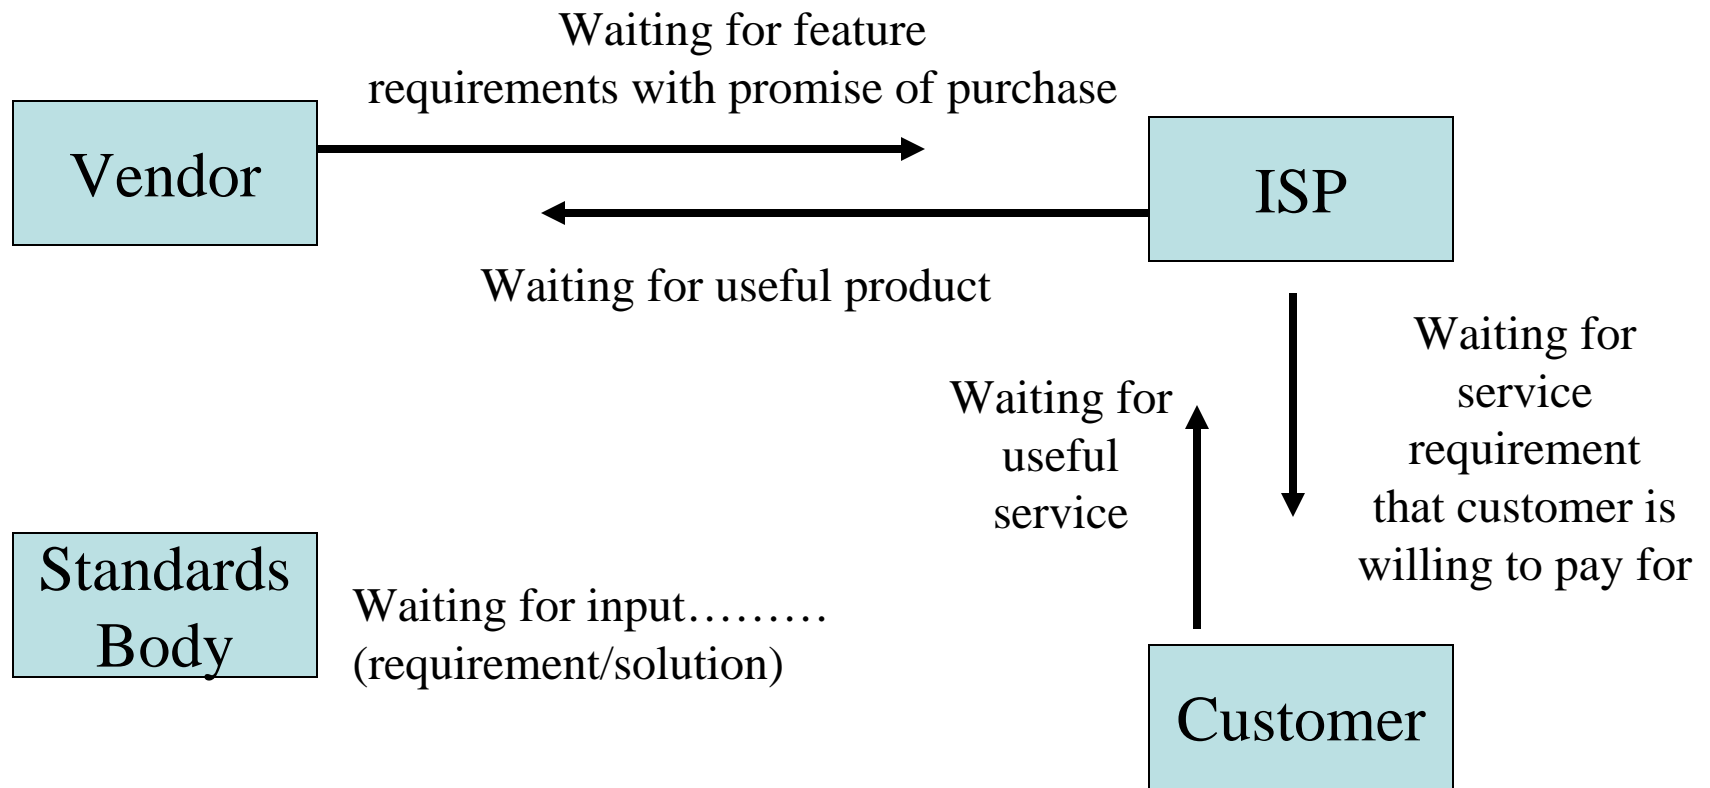 Waiting for feature
requirements with promise of purchase
Vendor
ISP
Waiting for useful product
Waiting for
service
requirement
that customer is
willing to pay for
Waiting for
useful
service
Standards
Body
Waiting for input………
(requirement/solution)
Customer